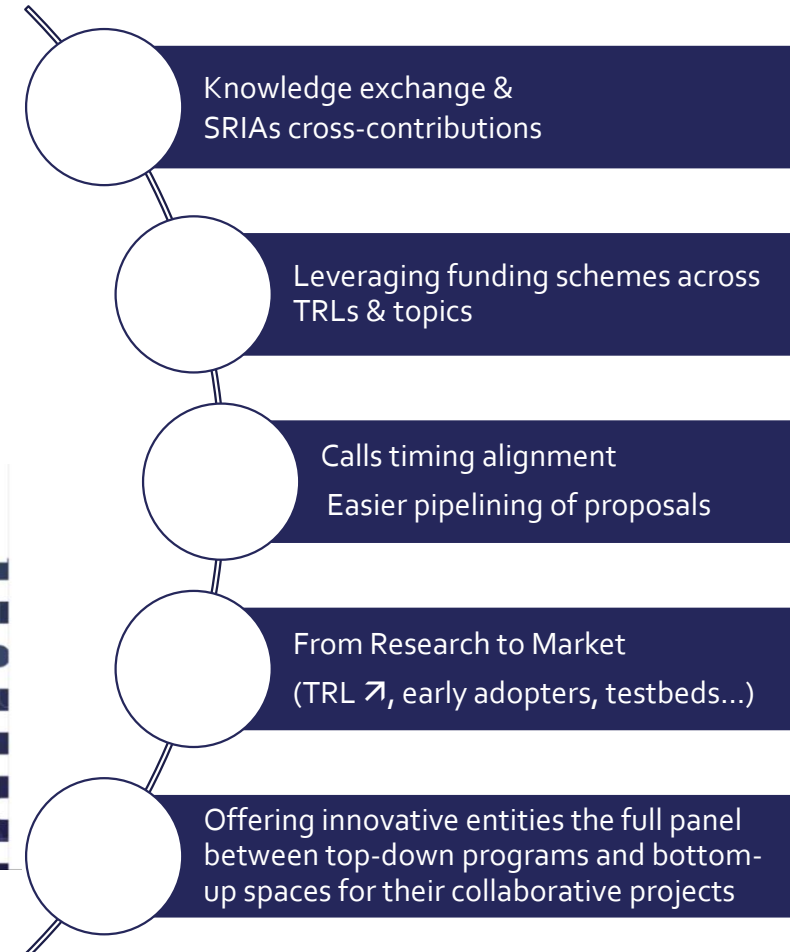 Knowledge exchange &
SRIAs cross-contributions
Leveraging funding schemes across
TRLs & topics
Calls timing alignment
Easier pipelining of proposals
From Research to Market
(TRL ↗, early adopters, testbeds...)
Offering innovative entities the full panel
between top-down programs and bottom-
up spaces for their collaborative projects